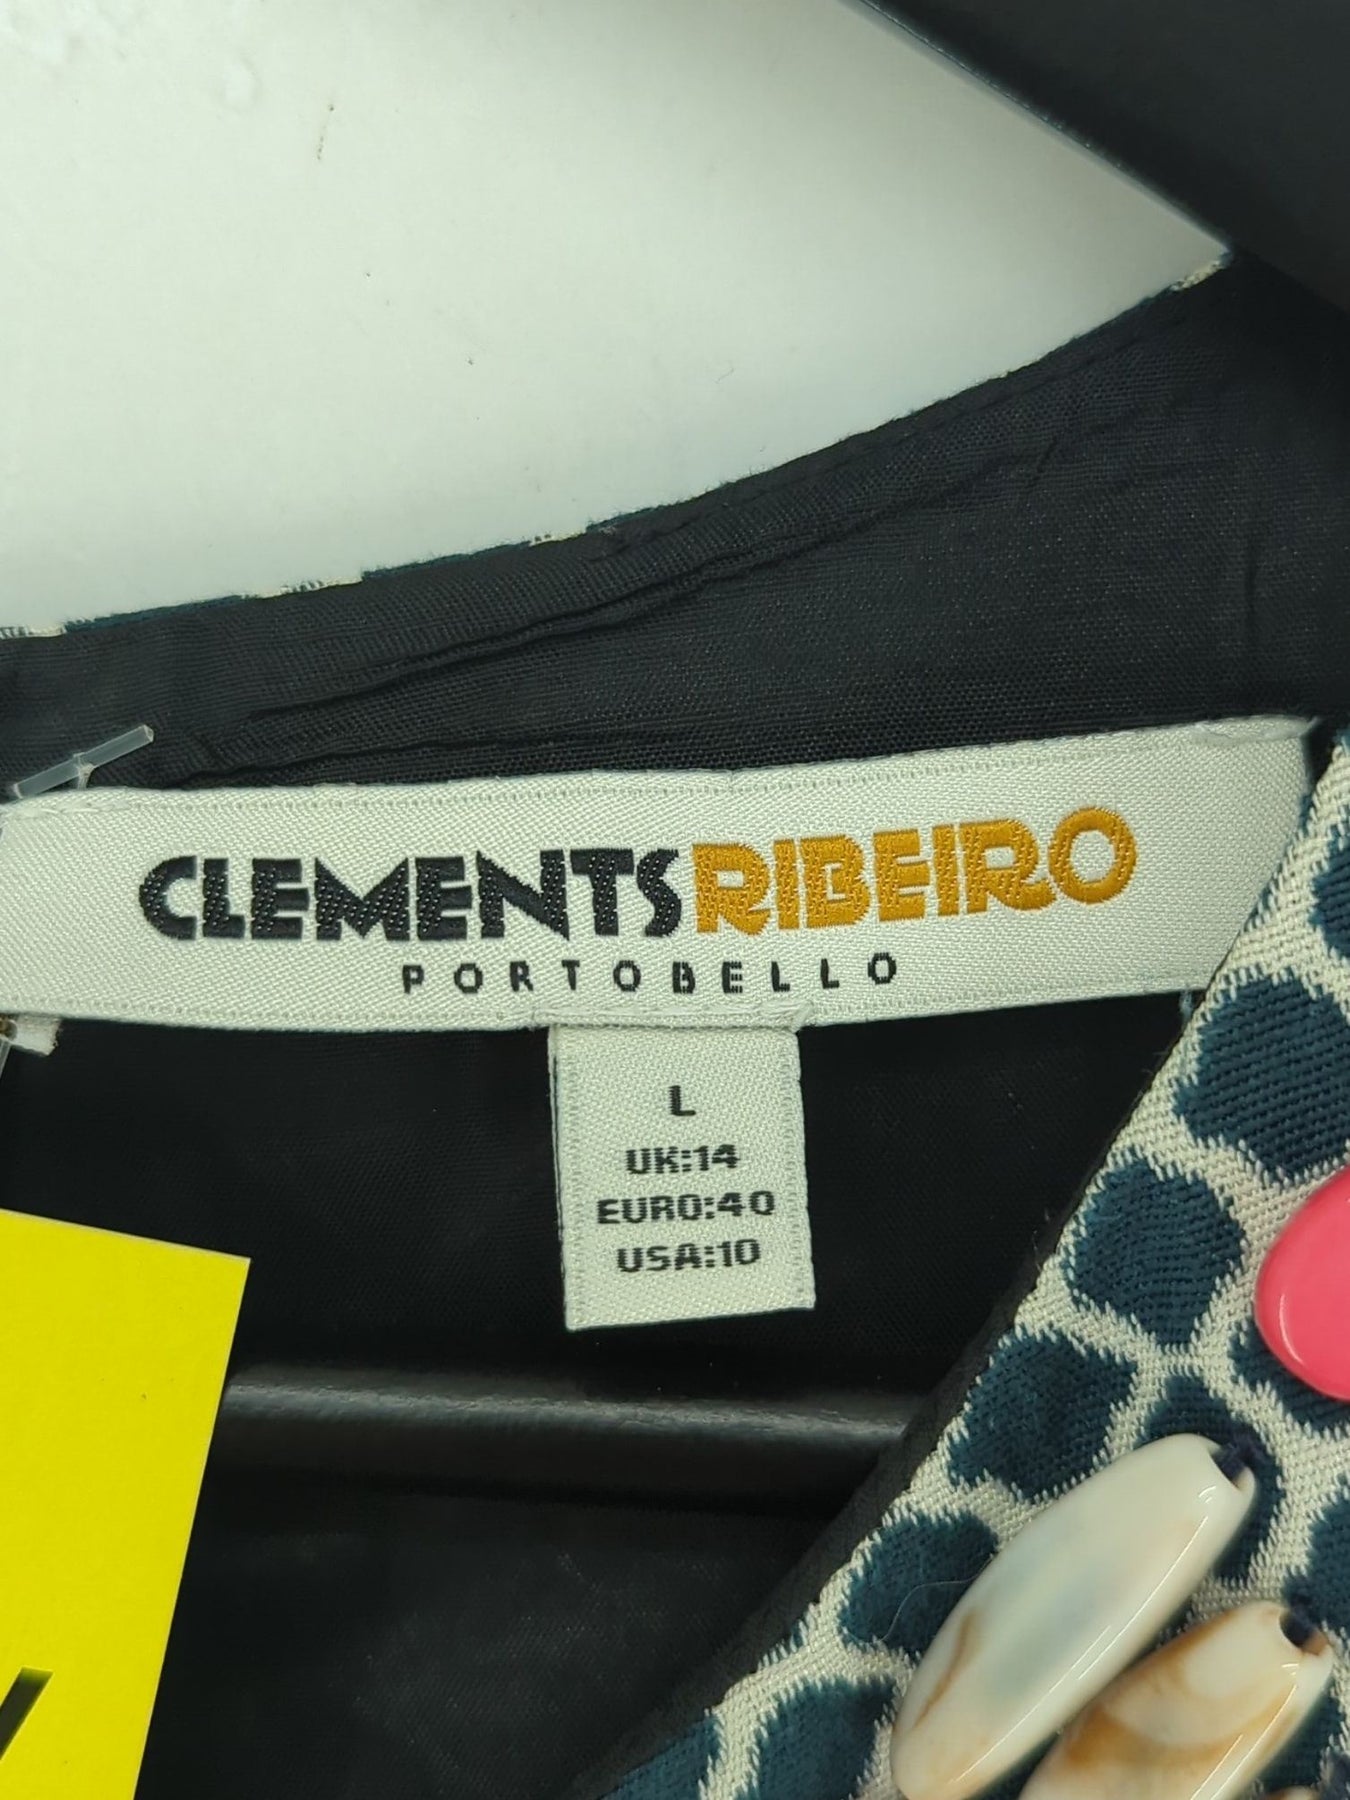 CLEMENTSRIBEIRO
PORTOBELLO
L
UK:14
EURO:40
USA:10